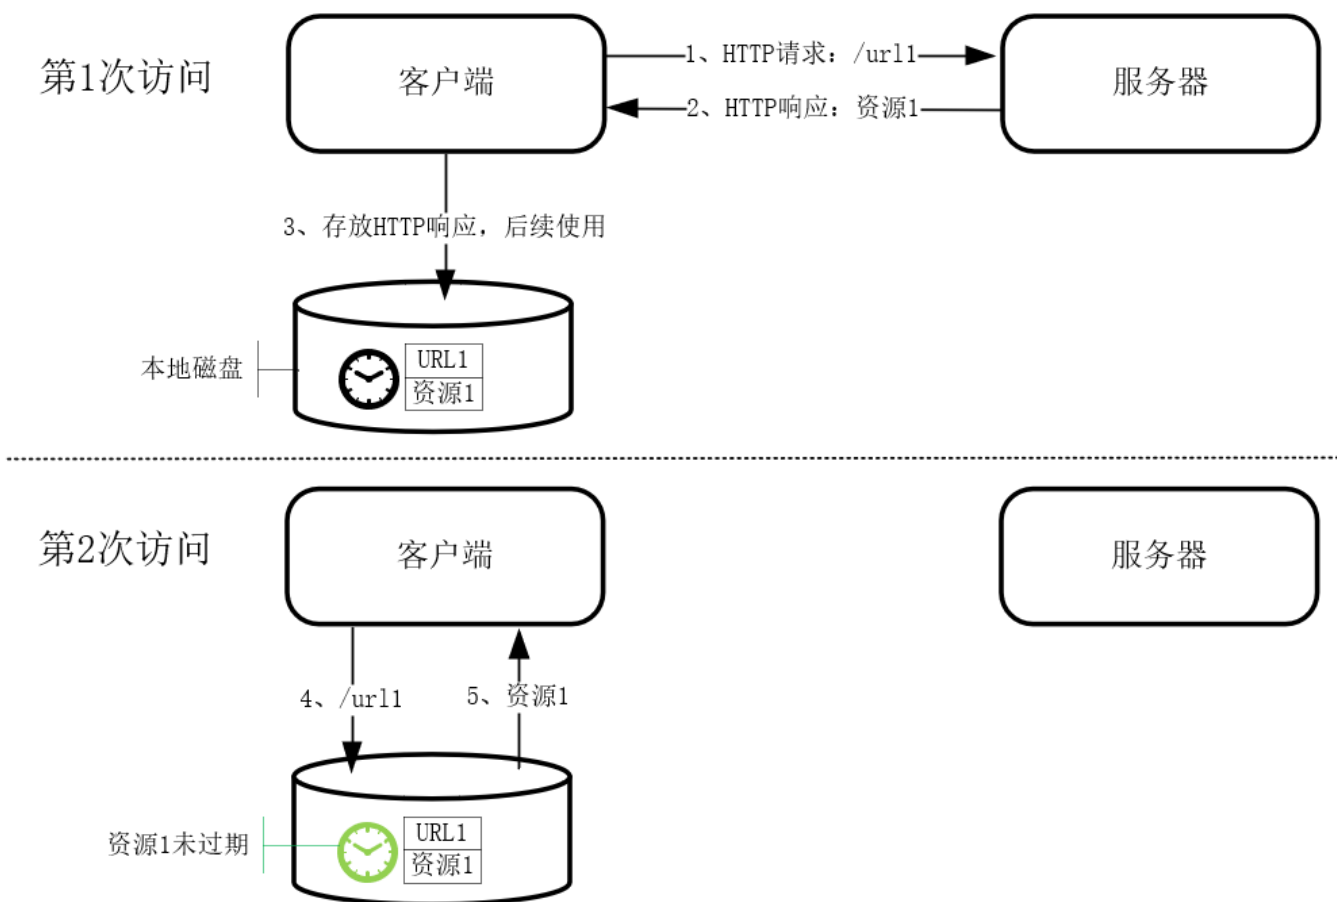 第1次访问
客户端
1、HTTP请求：/url1
2、HTTP响应：资源1
服务器
3、存放HTTP响应，后续使用
本地磁盘
URL1
资源1
第2次访问
客户端
服务器
4、/url1
5、资源1
资源1未过期
URL1
资源1